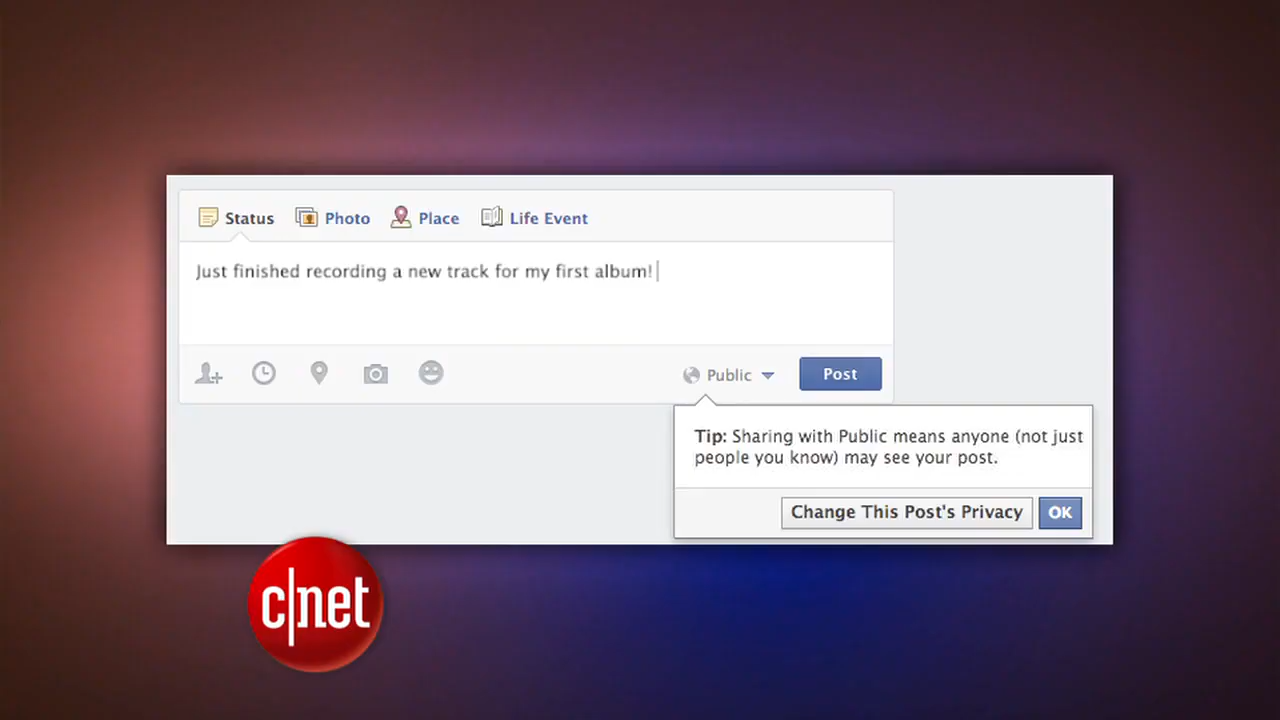 Status Photo Place Life Event
Just finished recording a new track for my first album!
Public Post
Tip: Sharing with Public means anyone (not just
people you know) may see your post.
Change This Post's Privacy OK
c|net